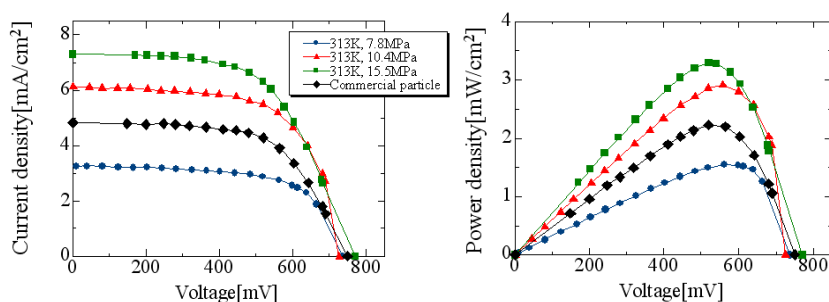 Current density[mA/cm2]
8
6
4
2
0
0
200
400
600
800
Voltage[mV]
313K, 7.8MPa
313K, 10.4MPa
313K, 15.5MPa
Commercial particle
Power density[mW/cm2]
4
3
2
1
0
0
200
400
600
800
Voltage[mV]